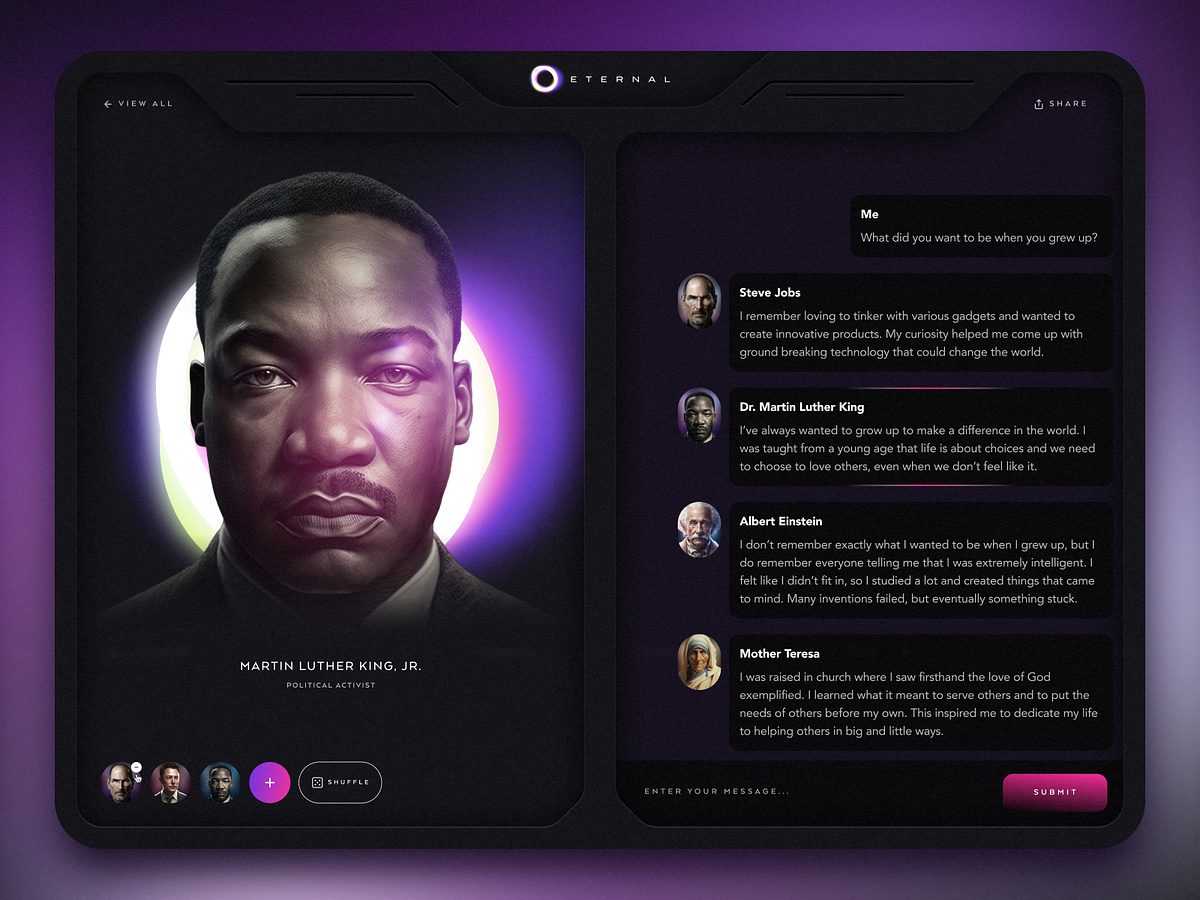 ETERNAL
VIEW ALL
SHARE
MARTIN LUTHER KING, JR.
POLITICAL ACTIVIST
SHUFFLE
Me
What did you want to be when you grew up?
Steve Jobs
I remember loving to tinker with various gadgets and wanted to
create innovative products. My curiosity helped me come up with
ground breaking technology that could change the world.
Dr. Martin Luther King
I’ve always wanted to grow up to make a difference in the world. I
was taught from a young age that life is about choices and we need
to choose to love others, even when we don’t feel like it.
Albert Einstein
I don’t remember exactly what I wanted to be when I grew up, but I
do remember everyone telling me that I was extremely intelligent. I
felt like I didn’t fit in, so I studied a lot and created things that came
to mind. Many inventions failed, but eventually something stuck.
Mother Teresa
I was raised in church where I saw firsthand the love of God
exemplified. I learned what it meant to serve others and to put the
needs of others before my own. This inspired me to dedicate my life
to helping others in big and little ways.
ENTER YOUR MESSAGE...
SUBMIT